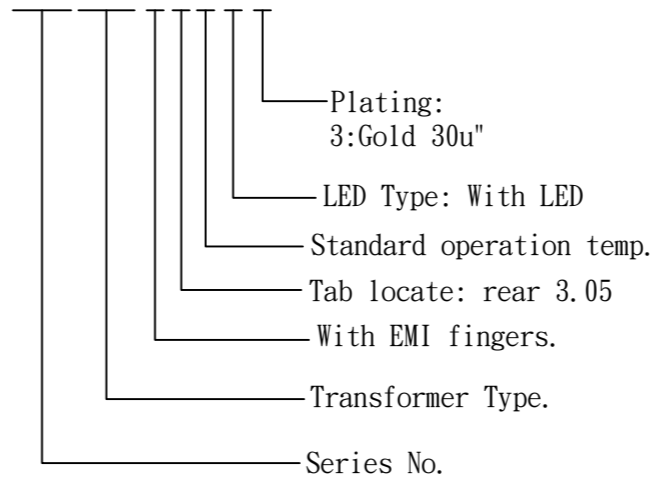 Plating:
3:Gold 30u"
LED Type: With LED
Standard operation temp.
Tab locate: rear 3.05
With EMI fingers.
Transformer Type.
Series No.